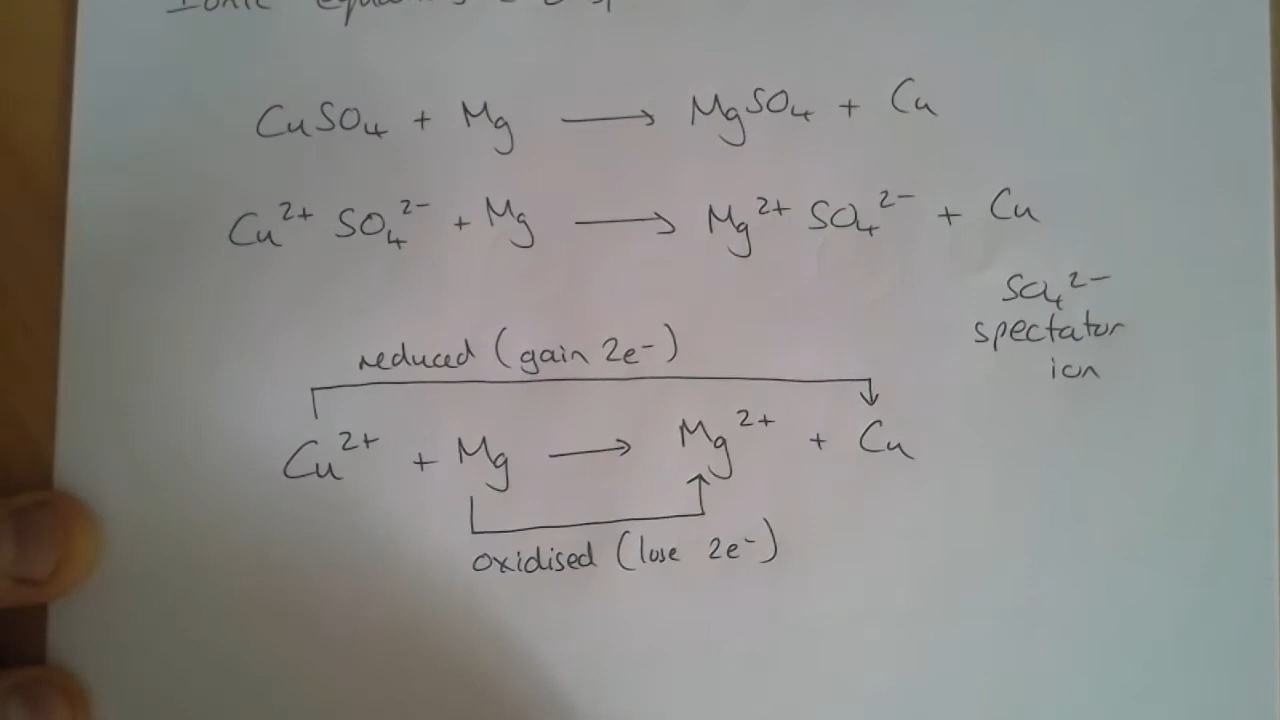 Ionic
CuSO₄ + Mg ⟶ MgSO₄ + Cu
Cu²⁺ SO₄²⁻ + Mg ⟶ Mg²⁺ SO₄²⁻ + Cu
SO₄²⁻
spectator
ion
reduced (gain 2e⁻)
Cu²⁺ + Mg ⟶ Mg²⁺ + Cu
oxidised (lose 2e⁻)